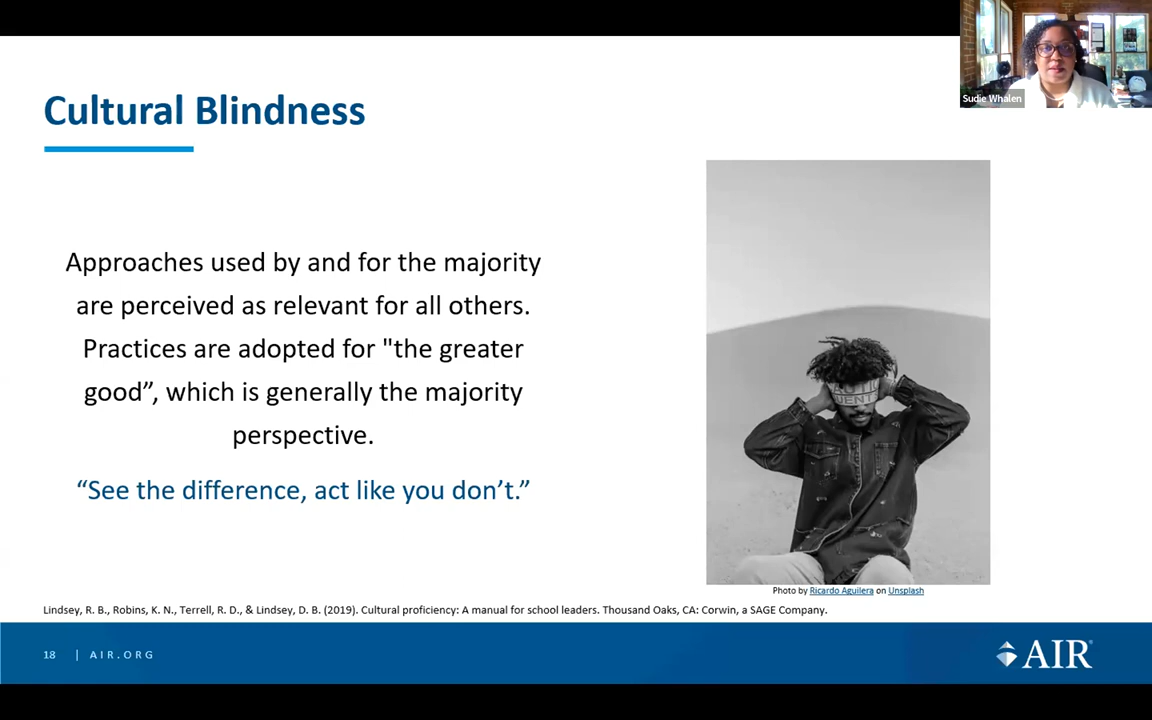 Sudie Whalen
Cultural Blindness
Approaches used by and for the majority
are perceived as relevant for all others.
Practices are adopted for "the greater
good”, which is generally the majority
perspective.
“See the difference, act like you don’t.”
Photo by Ricardo Aguilera on Unsplash
Lindsey, R. B., Robins, K. N., Terrell, R. D., & Lindsey, D. B. (2019). Cultural proficiency: A manual for school leaders. Thousand Oaks, CA: Corwin, a SAGE Company.
18 | AIR.ORG
AIR